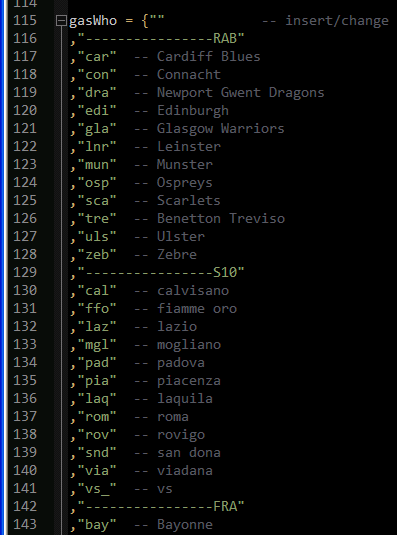 114
115 gasWho = {"" -- insert/change
116 ,"----------------RAB"
117 ,"car" -- Cardiff Blues
118 ,"con" -- Connacht
119 ,"dra" -- Newport Gwent Dragons
120 ,"edi" -- Edinburgh
121 ,"gla" -- Glasgow Warriors
122 ,"lnr" -- Leinster
123 ,"mun" -- Munster
124 ,"osp" -- Ospreys
125 ,"sca" -- Scarlets
126 ,"tre" -- Benetton Treviso
127 ,"uls" -- Ulster
128 ,"zeb" -- Zebre
129 ,"----------------S10"
130 ,"cal" -- calvisano
131 ,"ffo" -- fiamme oro
132 ,"laz" -- lazio
133 ,"mgl" -- mogliano
134 ,"pad" -- padova
135 ,"pia" -- piacenza
136 ,"laq" -- laquila
137 ,"rom" -- roma
138 ,"rov" -- rovigo
139 ,"snd" -- san dona
140 ,"via" -- viadana
141 ,"vs_" -- vs
142 ,"----------------FRA"
143 ,"bay" -- Bayonne